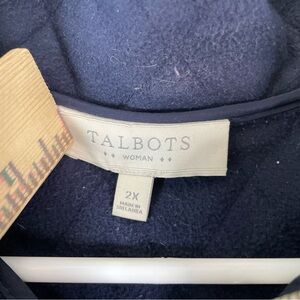 TALBOTS
WOMAN
2X
MADE IN
SRI LANKA